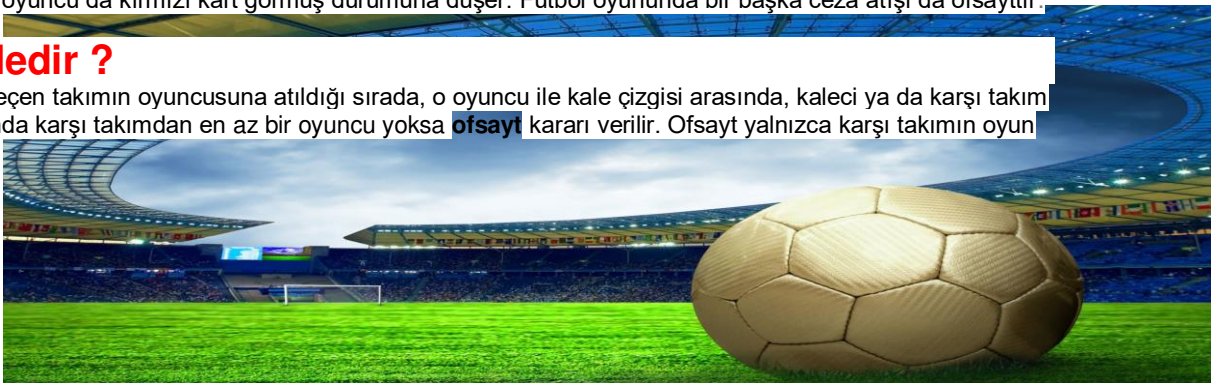 oyuncu da kırmızı kart görmüş durumuna düşer. Futbol oyununda bir başka ceza atışı da ofsayttır.
edir ?
eçen takımın oyuncusuna atıldığı sırada, o oyuncu ile kale çizgisi arasında, kaleci ya da karşı takım
da karşı takımdan en az bir oyuncu yoksa ofsayt kararı verilir. Ofsayt yalnızca karşı takımın oyun